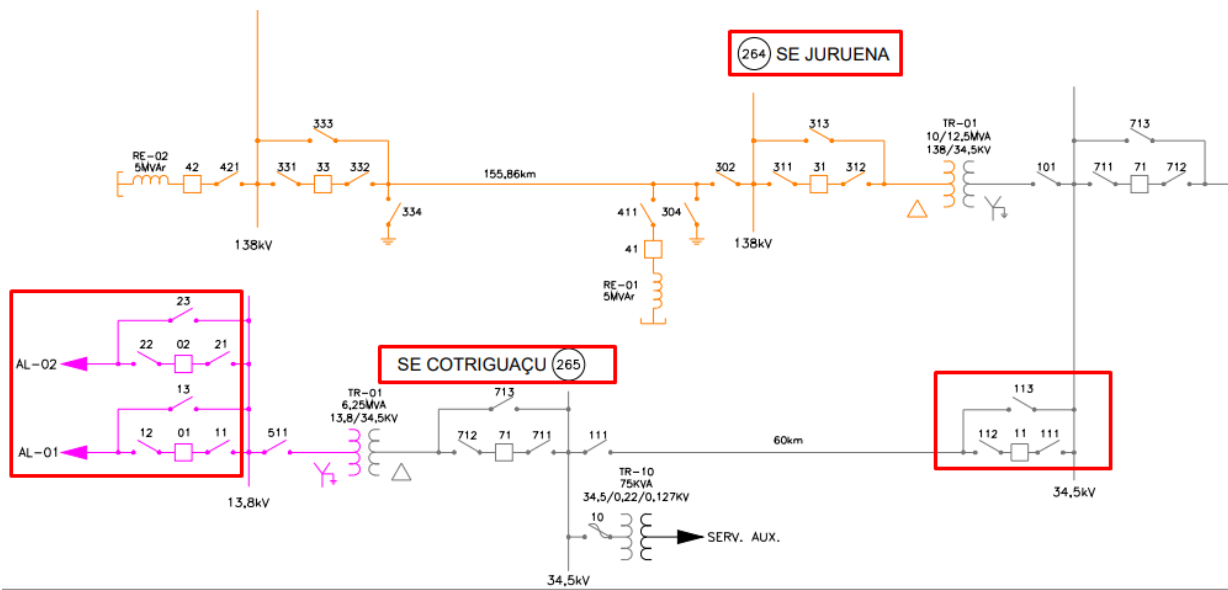 264 SE JURUENA
333
313
TR-01
10/12,5MVA
138/34,5KV
713
RE-02
5MVAr
42
421
331
33
332
155,86km
302
311
31
312
101
711
71
712
334
411
304
138kV
138kV
41
RE-01
5MVAr
23
22
02
21
AL-02
SE COTRIGUAÇU 265
13
TR-01
6,25MVA
13,8/34,5KV
713
113
12
01
11
511
AL-01
712
71
711
111
60km
112
11
111
13,8kV
TR-10
75KVA
34,5/0,22/0,127KV
34,5kV
10
SERV. AUX.
34,5kV